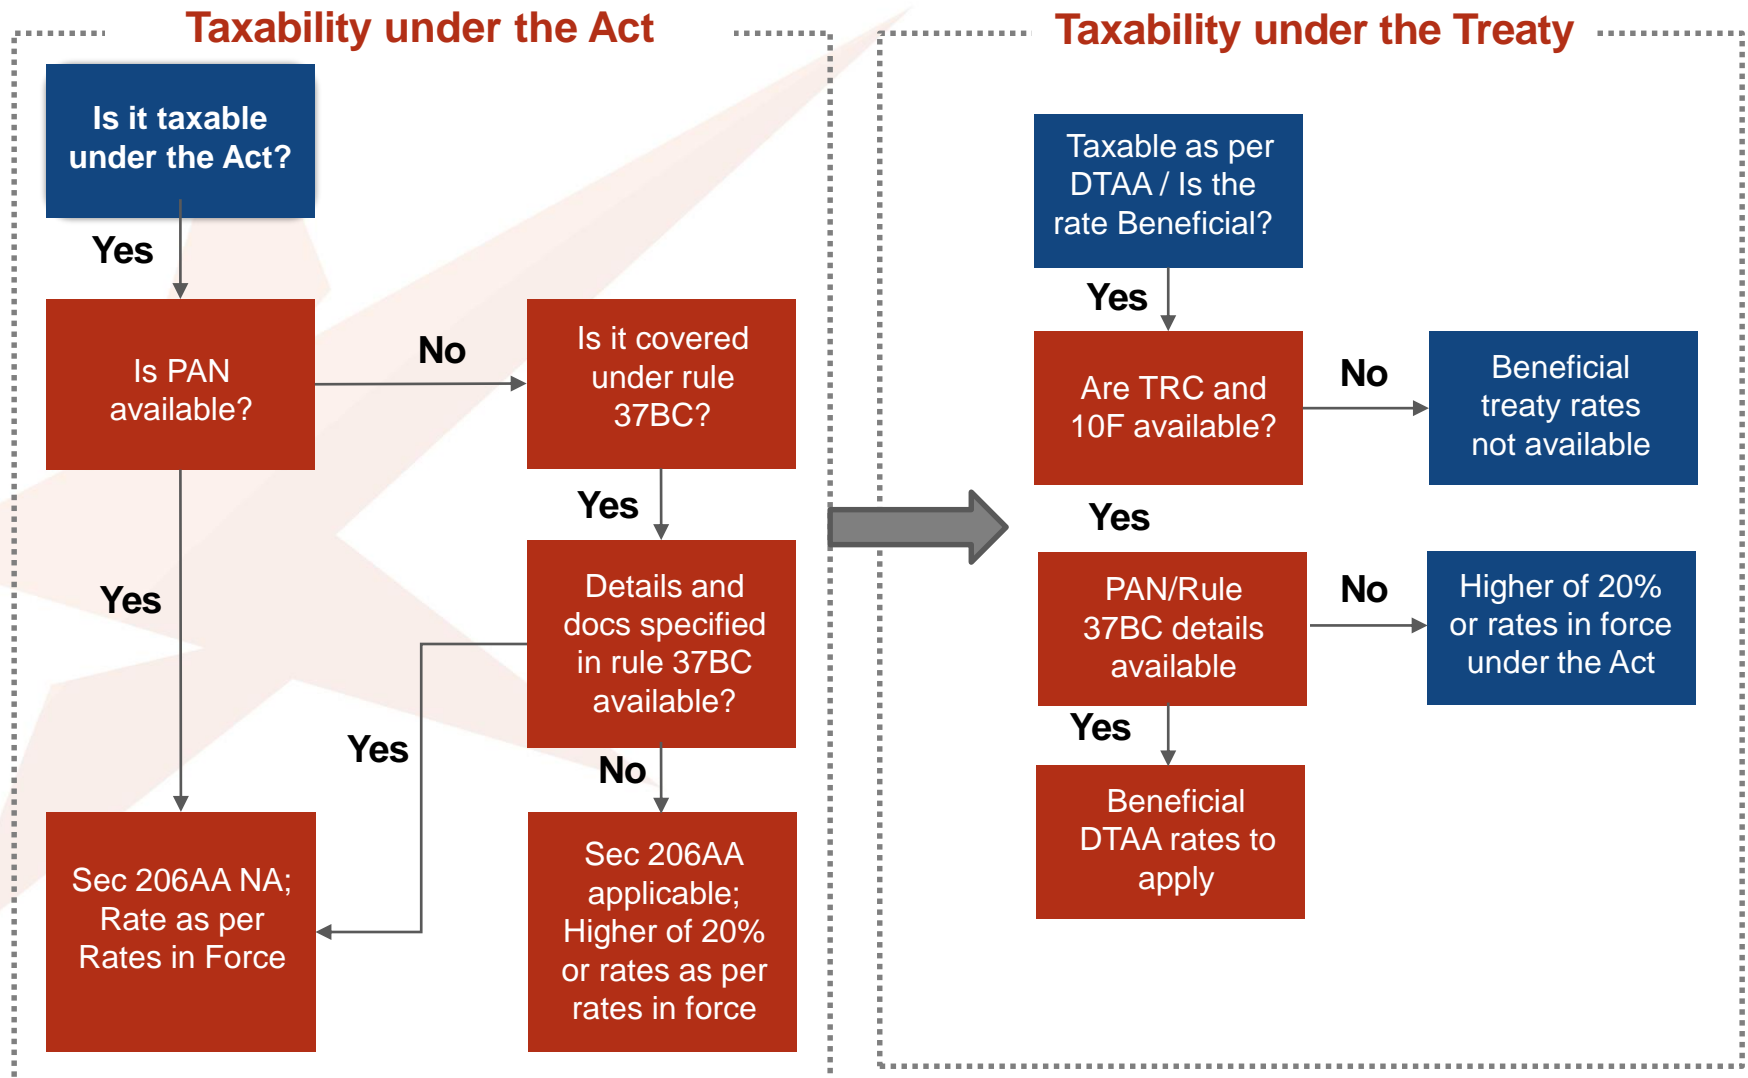 Taxability under the Act
Is it taxable
under the Act?
Yes
Is PAN
available?
No
Is it covered
under rule
37BC?
Yes
Yes
Details and
docs specified
in rule 37BC
available?
Yes
No
Sec 206AA NA;
Rate as per
Rates in Force
Sec 206AA
applicable;
Higher of 20%
or rates as per
rates in force
Taxability under the Treaty
Taxable as per
DTAA / Is the
rate Beneficial?
Yes
Are TRC and
10F available?
No
Beneficial
treaty rates
not available
Yes
PAN/Rule
37BC details
available
No
Higher of 20%
or rates in force
under the Act
Yes
Beneficial
DTAA rates to
apply